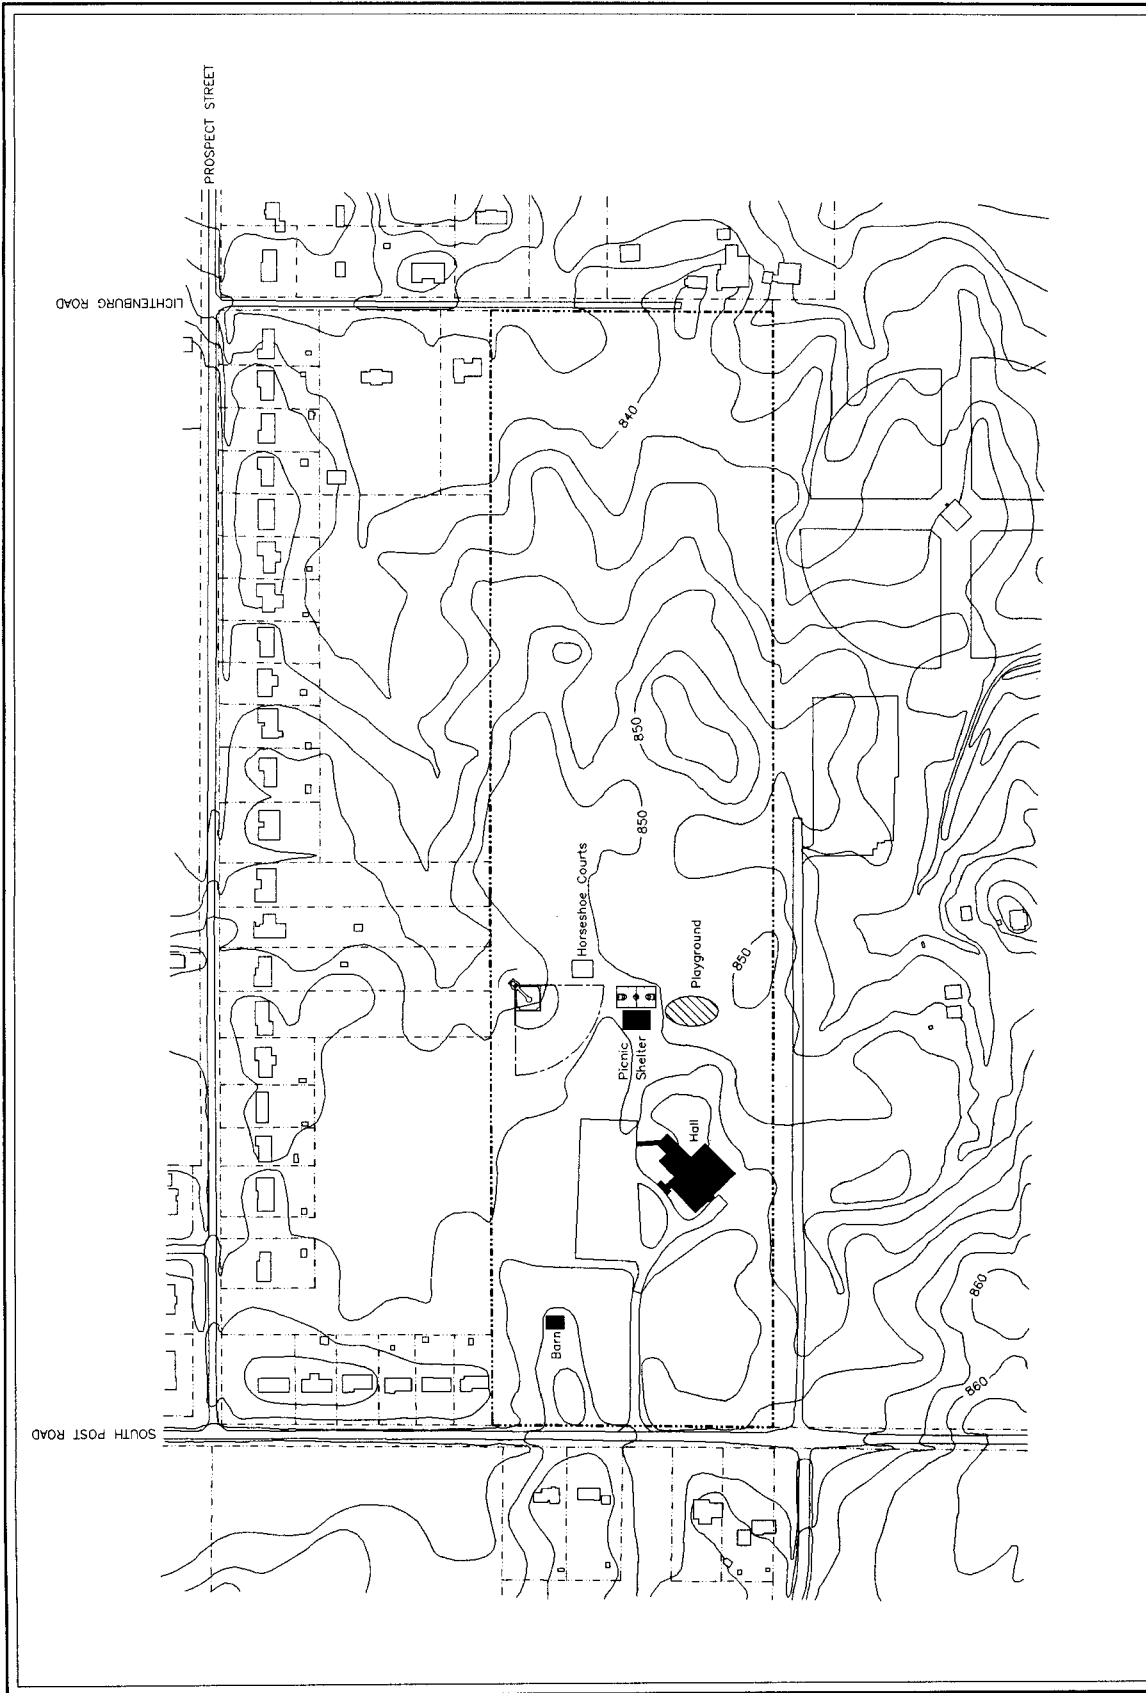 PROSPECT STREET
LICHTENBURG ROAD
840
850
850
Horseshoe Courts
Playground
850
Picnic
Shelter
Hall
Barn
860
860
SOUTH POST ROAD